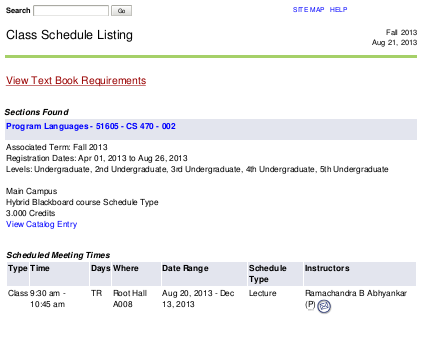 Search Go SITE MAP HELP
Class Schedule Listing
Fall 2013
Aug 21, 2013
View Text Book Requirements
Sections Found
Program Languages - 51605 - CS 470 - 002
Associated Term: Fall 2013
Registration Dates: Apr 01, 2013 to Aug 26, 2013
Levels: Undergraduate, 2nd Undergraduate, 3rd Undergraduate, 4th Undergraduate, 5th Undergraduate
Main Campus
Hybrid Blackboard course Schedule Type
3.000 Credits
View Catalog Entry
Scheduled Meeting Times
Type Time Days Where Date Range Schedule Type Instructors
Class 9:30 am - TR Root Hall Aug 20, 2013 - Dec Lecture Ramachandra B Abhyankar
10:45 am A008 13, 2013 (P)